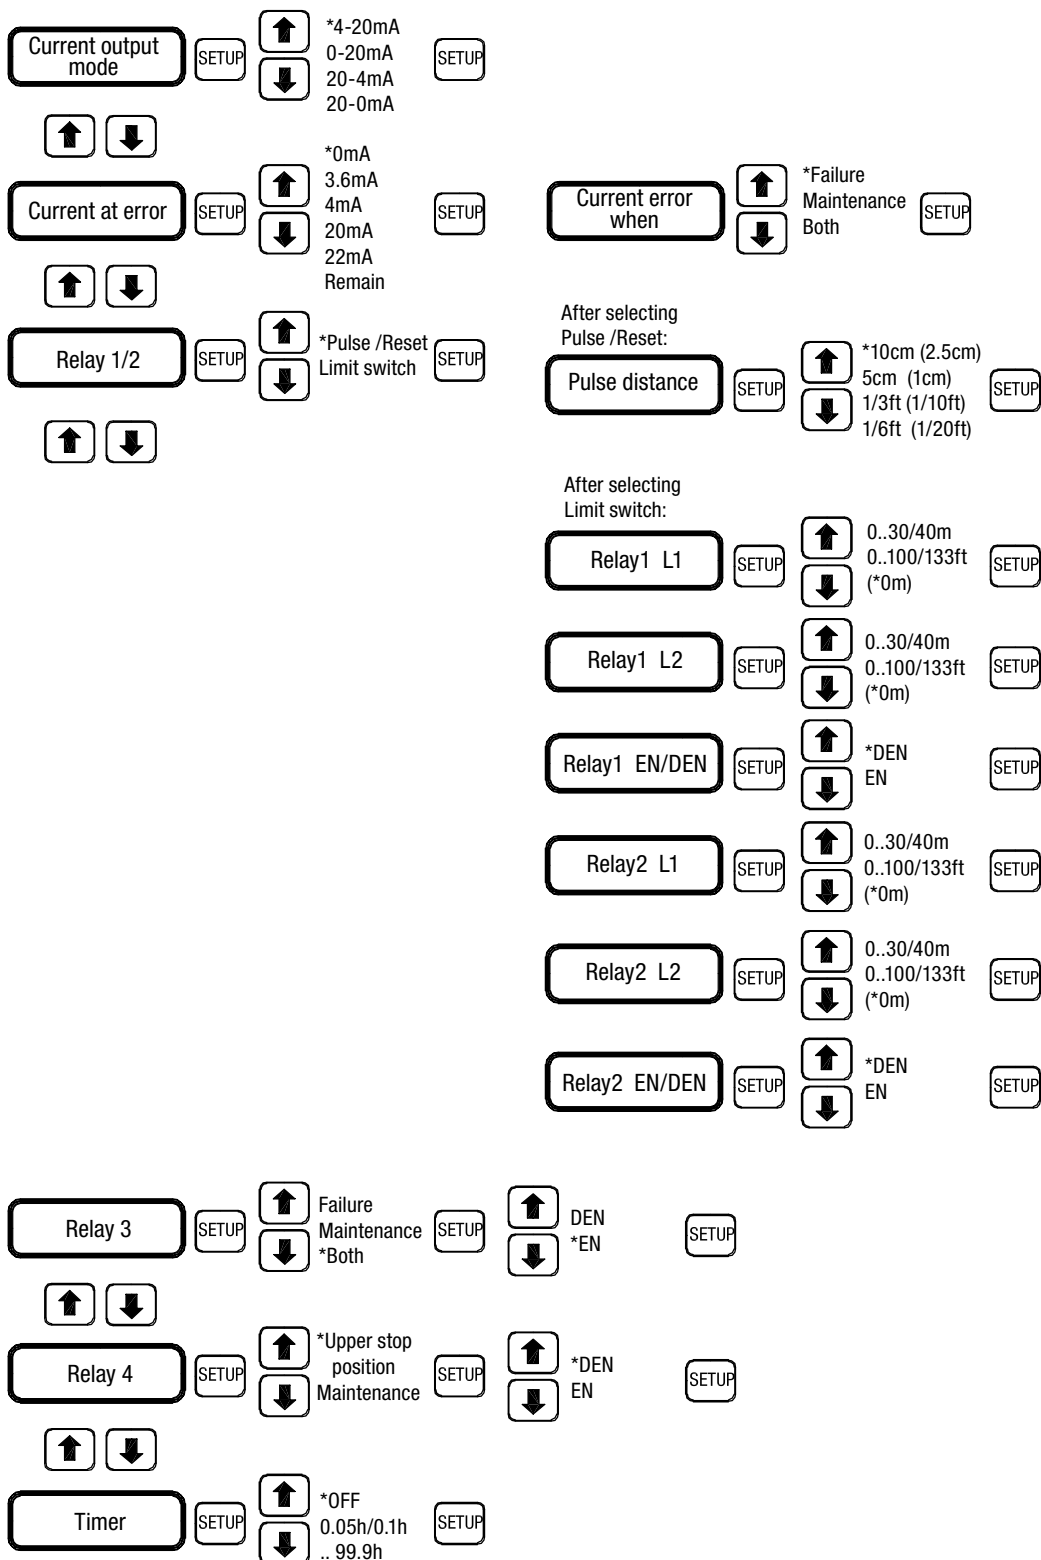 Current output
mode
SETUP
*4-20mA
0-20mA
20-4mA
20-0mA
SETUP
Current at error
SETUP
*0mA
3.6mA
4mA
20mA
22mA
Remain
SETUP
Current error
when
*Failure
Maintenance
Both
SETUP
Relay 1/2
SETUP
*Pulse /Reset
Limit switch
SETUP
After selecting
Pulse /Reset:
Pulse distance
SETUP
*10cm (2.5cm)
5cm (1cm)
1/3ft (1/10ft)
1/6ft (1/20ft)
SETUP
After selecting
Limit switch:
Relay1 L1
SETUP
0..30/40m
0..100/133ft
(*0m)
SETUP
Relay1 L2
SETUP
0..30/40m
0..100/133ft
(*0m)
SETUP
Relay1 EN/DEN
SETUP
*DEN
EN
SETUP
Relay2 L1
SETUP
0..30/40m
0..100/133ft
(*0m)
SETUP
Relay2 L2
SETUP
0..30/40m
0..100/133ft
(*0m)
SETUP
Relay2 EN/DEN
SETUP
*DEN
EN
SETUP
Relay 3
SETUP
Failure
Maintenance
*Both
SETUP
DEN
*EN
SETUP
Relay 4
SETUP
*Upper stop
position
Maintenance
SETUP
*DEN
EN
SETUP
Timer
SETUP
*OFF
0.05h/0.1h
.. 99.9h
SETUP